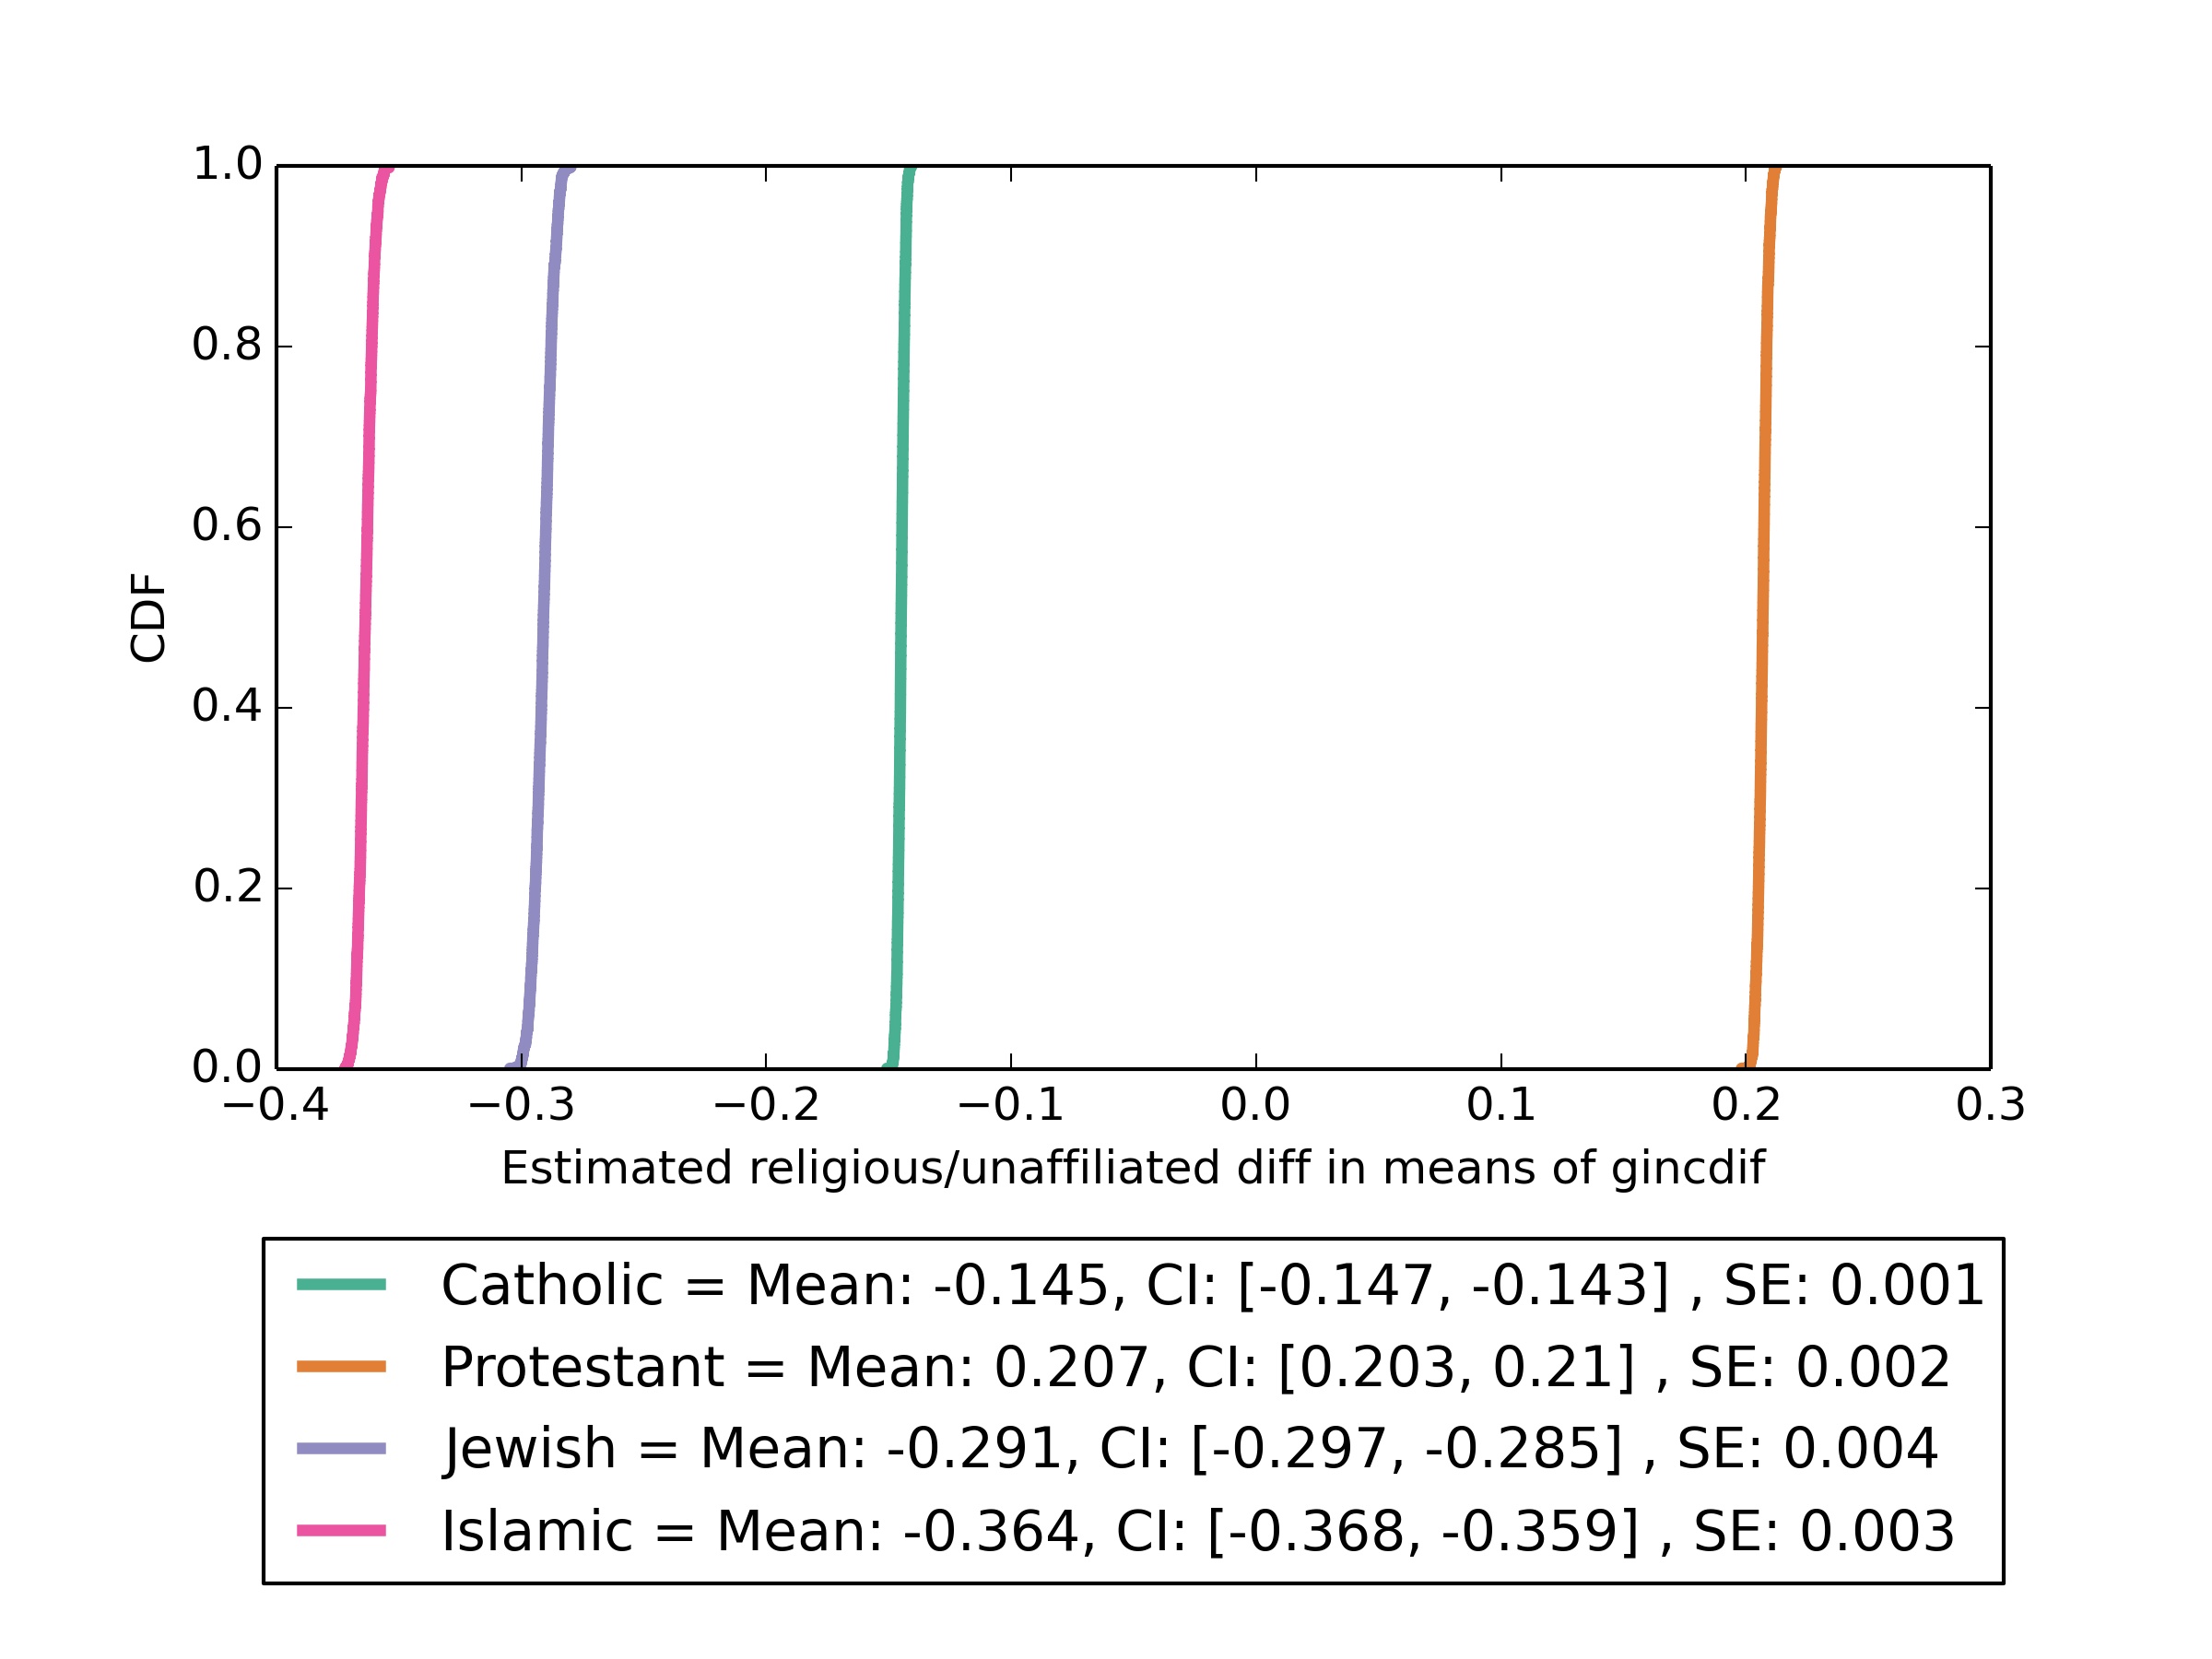 1.0
0.8
0.6
0.4
0.2
0.0
CDF
−0.4 −0.3 −0.2 −0.1 0.0 0.1 0.2 0.3
Estimated religious/unaffiliated diff in means of gincdif
Catholic = Mean: -0.145, CI: [-0.147, -0.143] , SE: 0.001
Protestant = Mean: 0.207, CI: [0.203, 0.21] , SE: 0.002
Jewish = Mean: -0.291, CI: [-0.297, -0.285] , SE: 0.004
Islamic = Mean: -0.364, CI: [-0.368, -0.359] , SE: 0.003